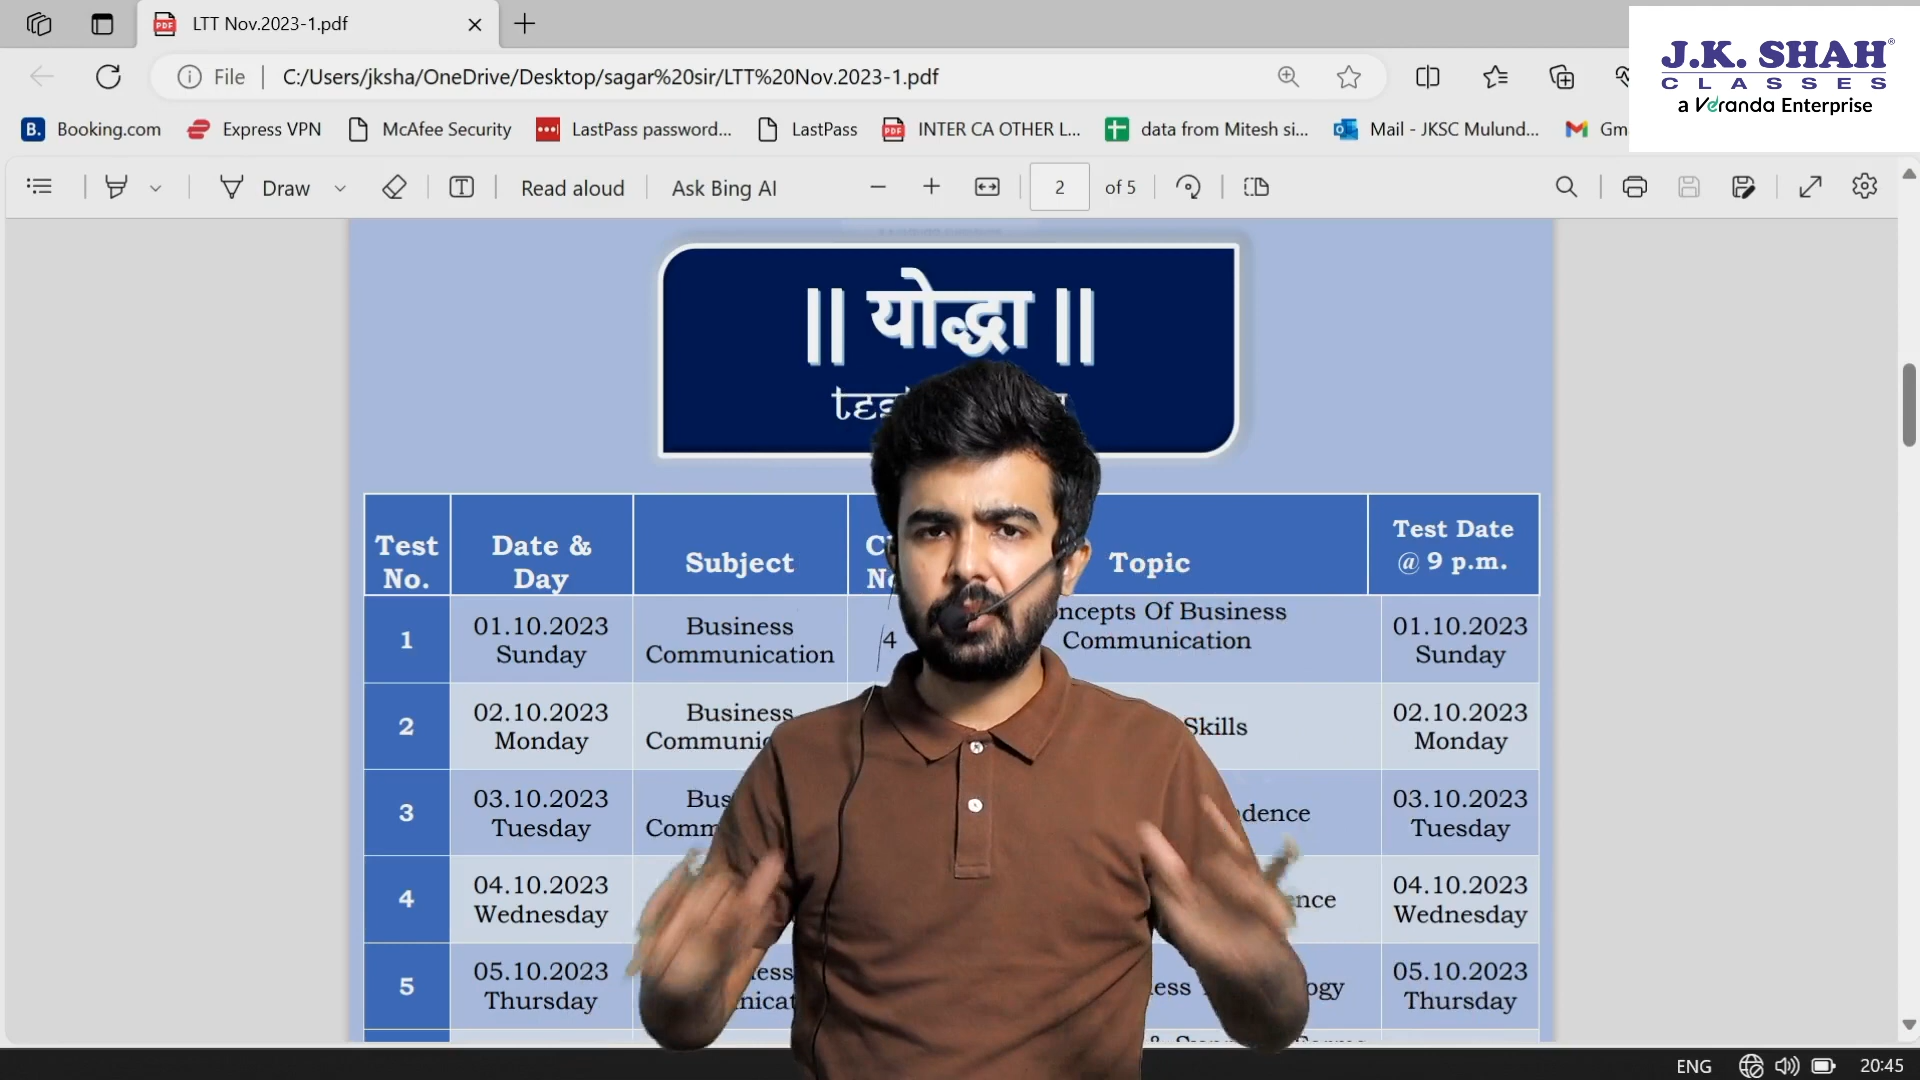 LTT Nov.2023-1.pdf
File
C:/Users/jksha/OneDrive/Desktop/sagar%20sir/LTT%20Nov.2023-1.pdf
J.K. SHAH®
CLASSES
a Veranda Enterprise
B. Booking.com
Express VPN
McAfee Security
LastPass password...
LastPass
INTER CA OTHER L...
data from Mitesh si...
Mail - JKSC Mulund...
Draw
Read aloud
Ask Bing AI
2
of 5
|| योद्धा ||
Test No.
Date & Day
Subject
Topic
Test Date @ 9 p.m.
1
01.10.2023 Sunday
Business Communication
4
Of Business Communication
01.10.2023 Sunday
2
02.10.2023 Monday
Business
Skills
02.10.2023 Monday
3
03.10.2023 Tuesday
03.10.2023 Tuesday
4
04.10.2023 Wednesday
04.10.2023 Wednesday
5
05.10.2023 Thursday
05.10.2023 Thursday
ENG
20:45